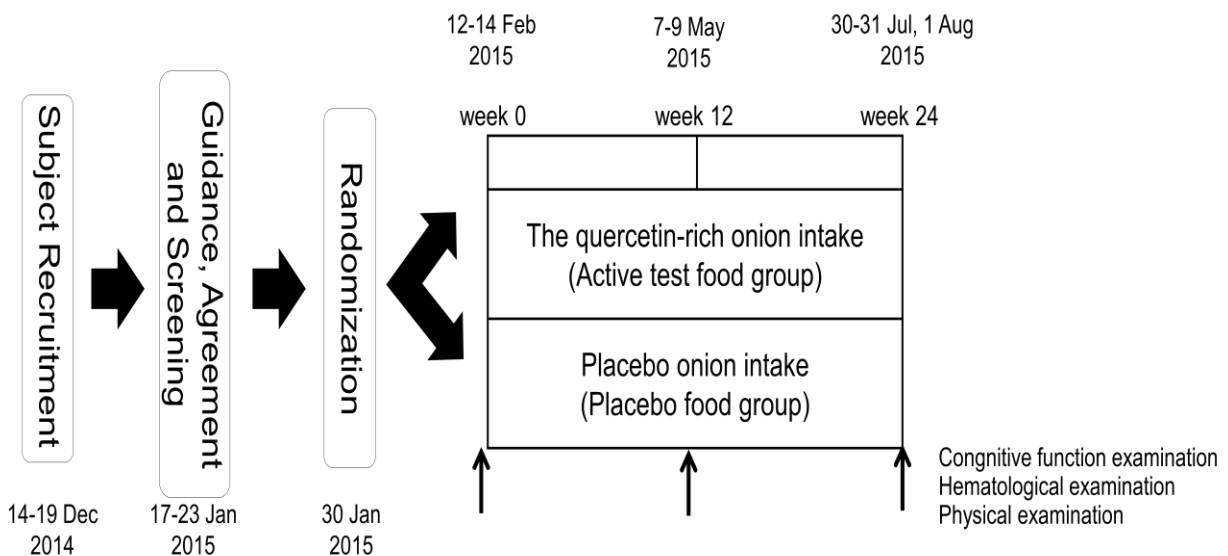 Subject Recruitment
14-19 Dec
2014
Guidance, Agreement
and Screening
17-23 Jan
2015
Randomization
30 Jan
2015
12-14 Feb
2015
7-9 May
2015
30-31 Jul, 1 Aug
2015
week 0
week 12
week 24
The quercetin-rich onion intake
(Active test food group)
Placebo onion intake
(Placebo food group)
Congnitive function examination
Hematological examination
Physical examination